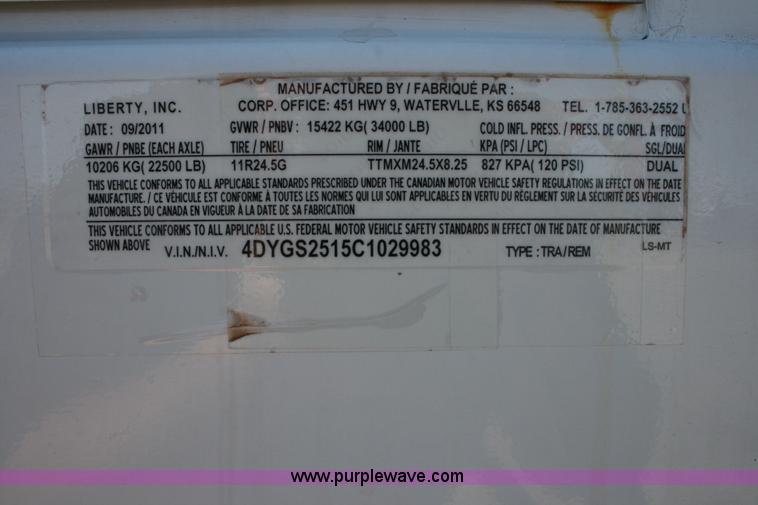 MANUFACTURED BY / FABRIQUÉ PAR :
LIBERTY, INC. CORP. OFFICE: 451 HWY 9, WATERVLLE, KS 66548 TEL. 1-785-363-2552 U
DATE : 09/2011 GVWR / PNBV : 15422 KG( 34000 LB) COLD INFL. PRESS. / PRESS. DE GONFL. À FROID
GAWR / PNBE (EACH AXLE) TIRE / PNEU RIM / JANTE KPA (PSI / LPC) SGL/DUAL
10206 KG( 22500 LB) 11R24.5G TTMXM24.5X8.25 827 KPA( 120 PSI) DUAL
THIS VEHICLE CONFORMS TO ALL APPLICABLE STANDARDS PRESCRIBED UNDER THE CANADIAN MOTOR VEHICLE SAFETY REGULATIONS IN EFFECT ON THE DATE
MANUFACTURE. / CE VÉHICULE EST CONFORME À TOUTES LES NORMES QUI LUI SONT APPLICABLES EN VERTU DU RÈGLEMENT SUR LA SÉCURITÉ DES VÉHICULES
AUTOMOBILES DU CANADA EN VIGUEUR À LA DATE DE SA FABRICATION
THIS VEHICLE CONFORMS TO ALL APPLICABLE U.S. FEDERAL MOTOR VEHICLE SAFETY STANDARDS IN EFFECT ON THE DATE OF MANUFACTURE
SHOWN ABOVE V.I.N./N.I.V. 4DYGS2515C1029983 TYPE : TRA/REM LS-MT
www.purplewave.com